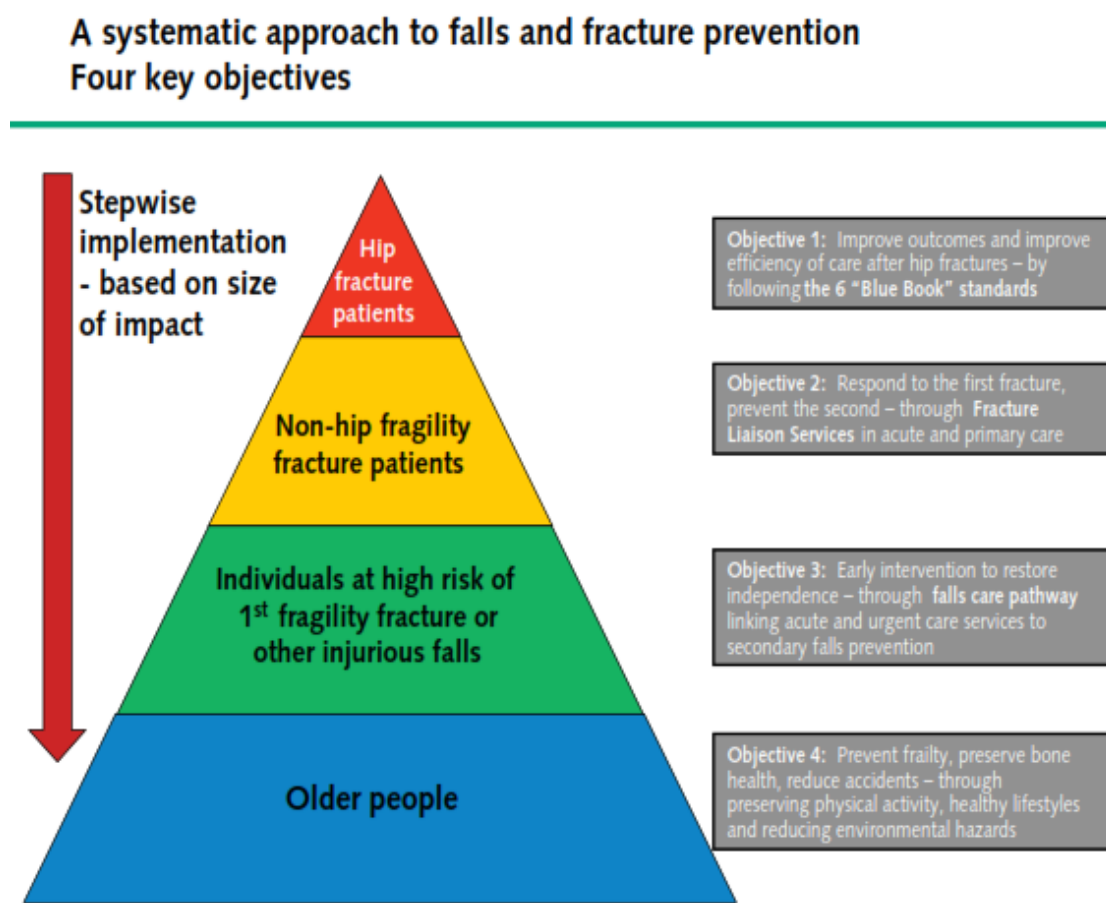 A systematic approach to falls and fracture prevention
Four key objectives
Stepwise
implementation
- based on size
of impact
Hip
fracture
patients
Objective 1: Improve outcomes and improve
efficiency of care after hip fractures – by
following the 6 “Blue Book” standards
Non-hip fragility
fracture patients
Objective 2: Respond to the first fracture,
prevent the second – through Fracture
Liaison Services in acute and primary care
Individuals at high risk of
1st fragility fracture or
other injurious falls
Objective 3: Early intervention to restore
independence – through falls care pathway
linking acute and urgent care services to
secondary falls prevention
Older people
Objective 4: Prevent frailty, preserve bone
health, reduce accidents – through
preserving physical activity, healthy lifestyles
and reducing environmental hazards